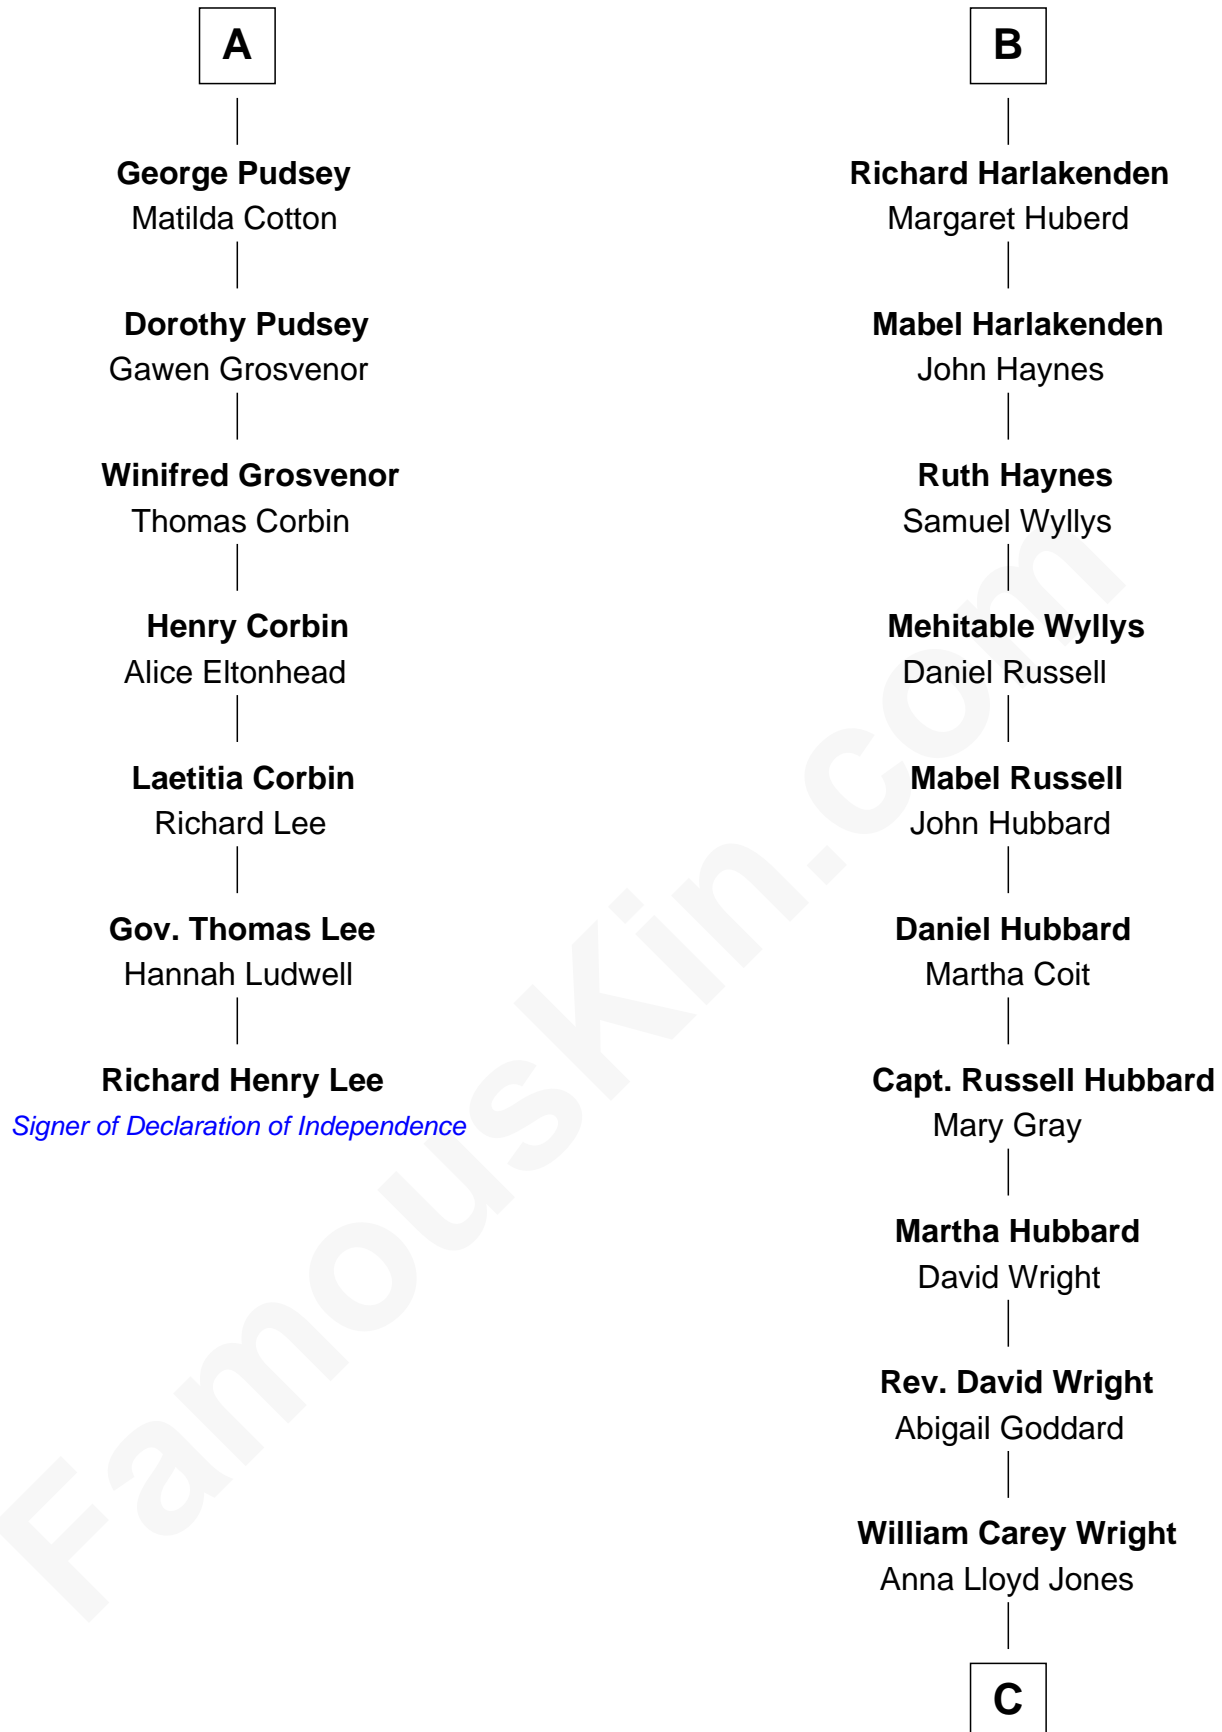 A
George Pudsey
Matilda Cotton
Dorothy Pudsey
Gawen Grosvenor
Winifred Grosvenor
Thomas Corbin
Henry Corbin
Alice Eltonhead
Laetitia Corbin
Richard Lee
Gov. Thomas Lee
Hannah Ludwell
Richard Henry Lee
Signer of Declaration of Independence
B
Richard Harlakenden
Margaret Huberd
Mabel Harlakenden
John Haynes
Ruth Haynes
Samuel Wyllys
Mehitable Wyllys
Daniel Russell
Mabel Russell
John Hubbard
Daniel Hubbard
Martha Coit
Capt. Russell Hubbard
Mary Gray
Martha Hubbard
David Wright
Rev. David Wright
Abigail Goddard
William Carey Wright
Anna Lloyd Jones
C
FamousKin.com